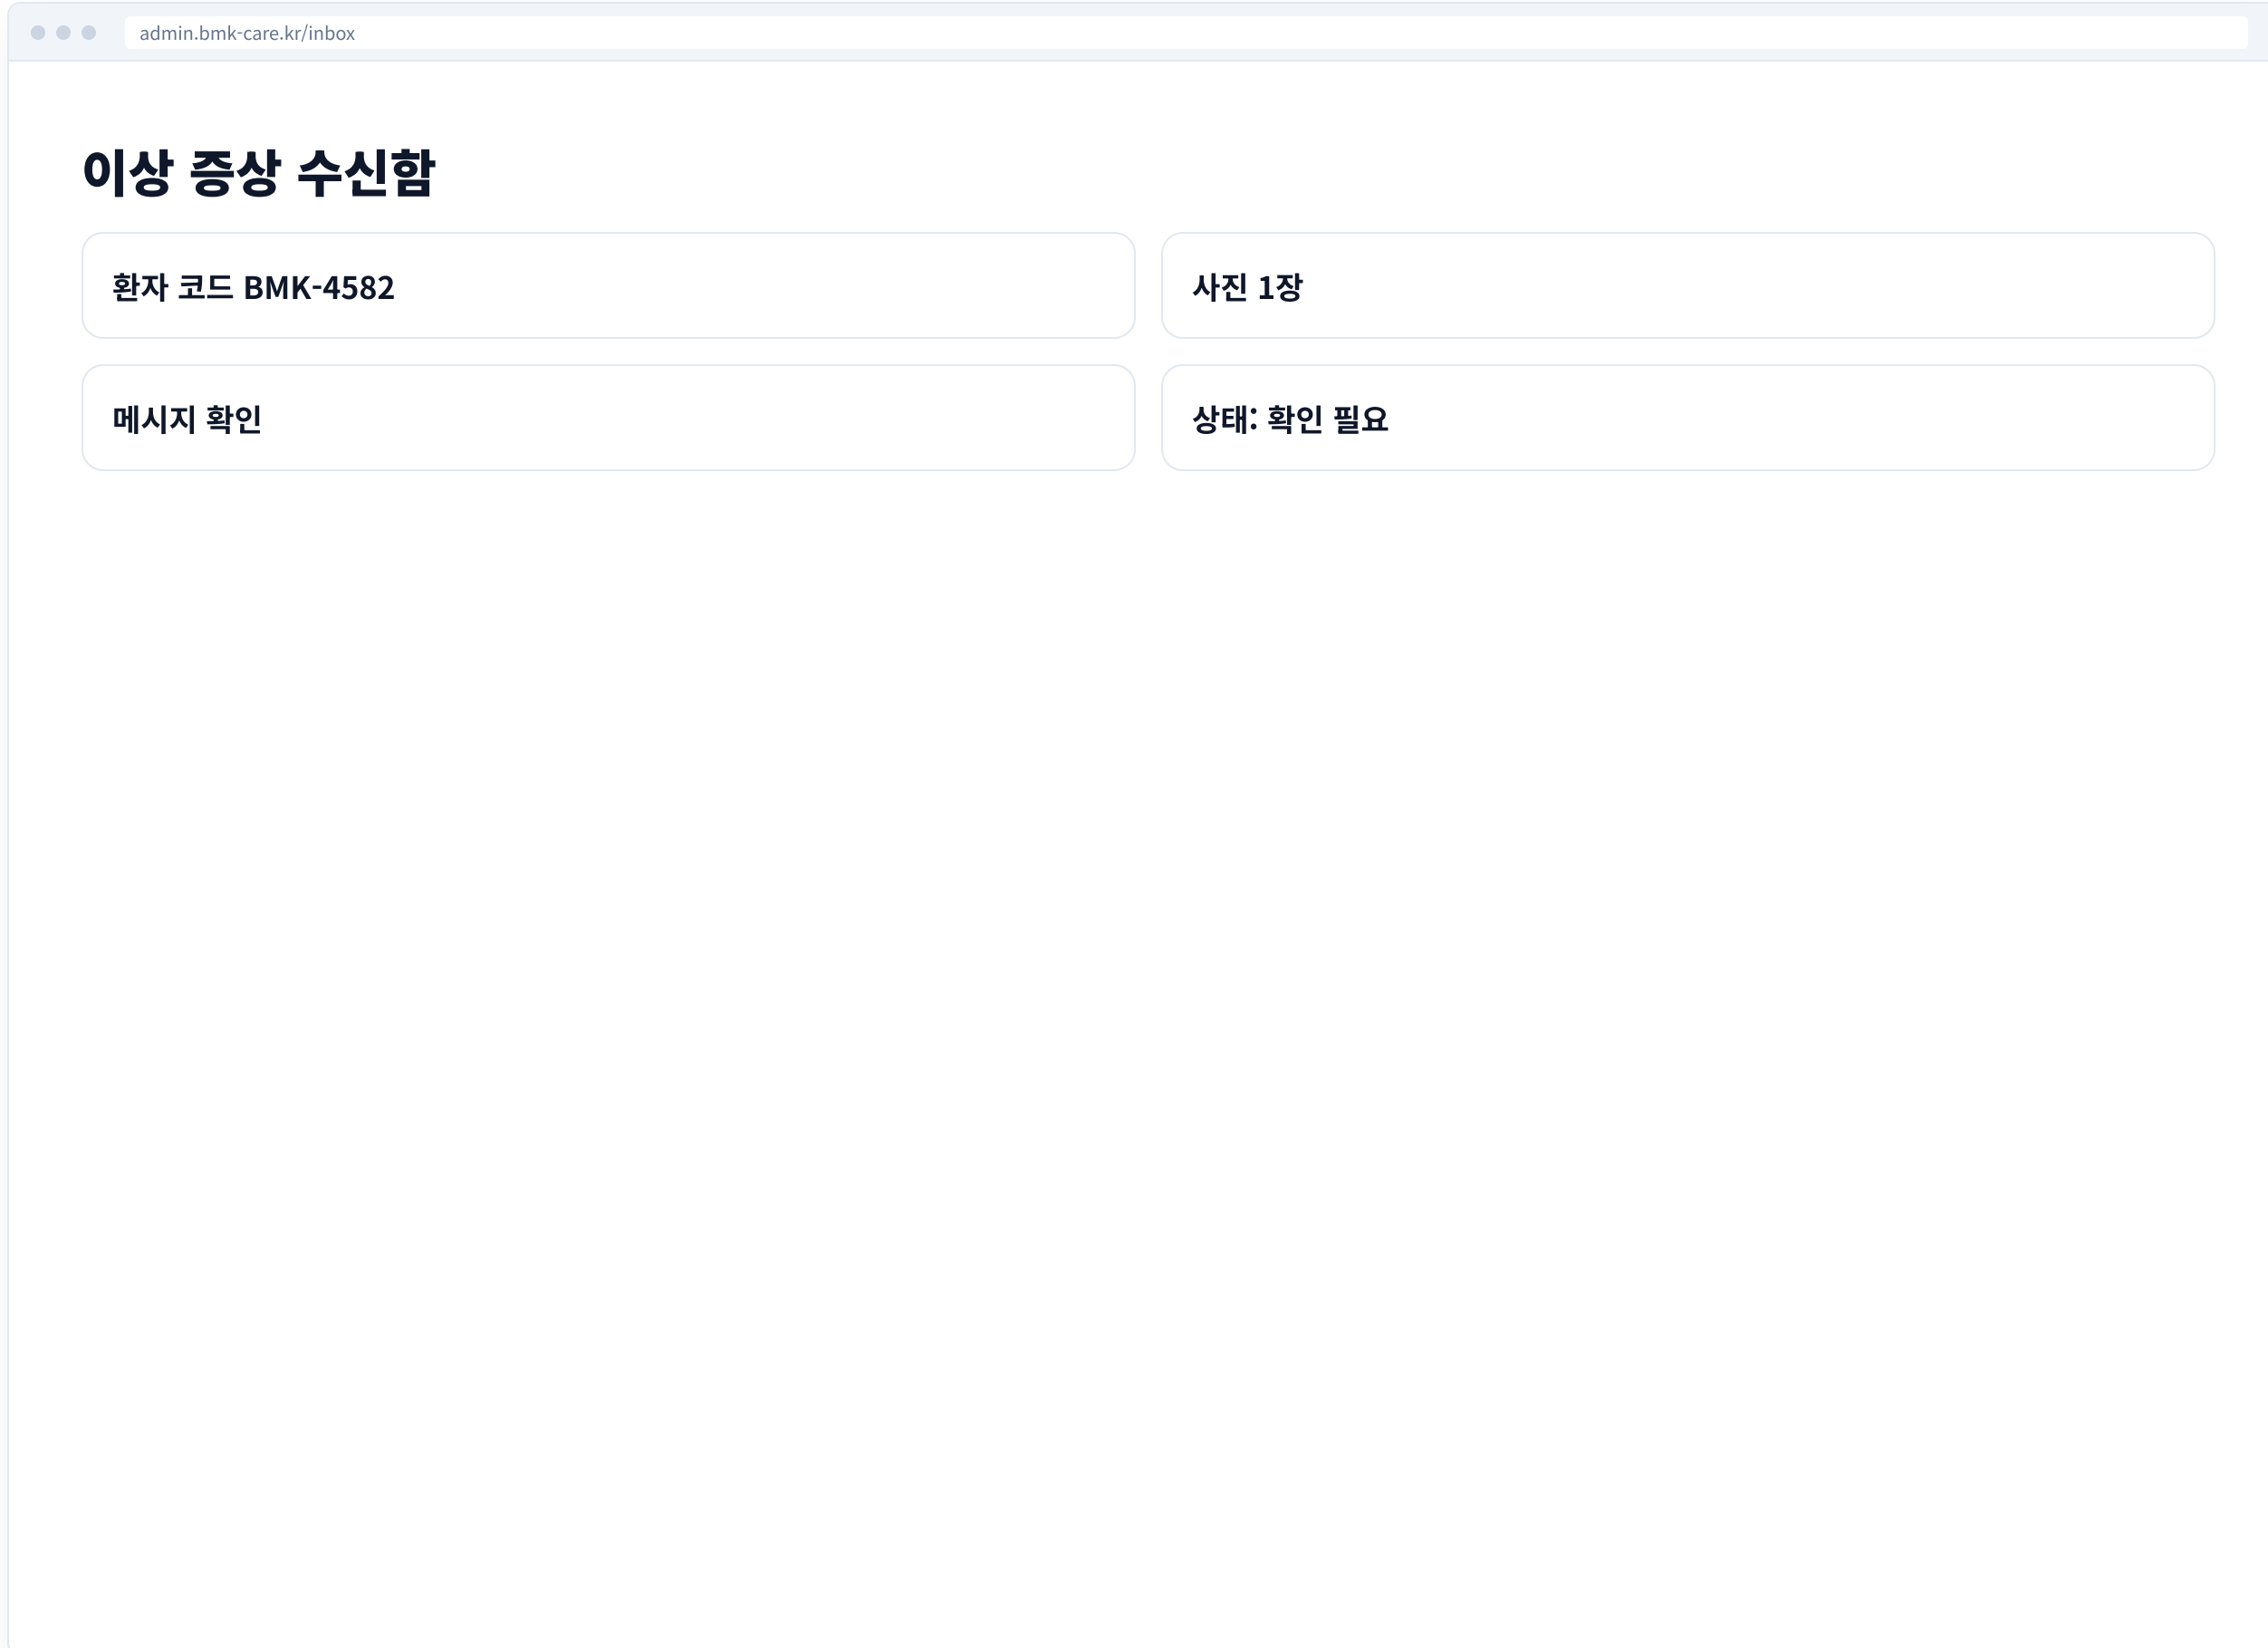 admin.bmk-care.kr/inbox
이상 증상 수신함
환자 코드 BMK-4582
사진 1장
메시지 확인
상태: 확인 필요